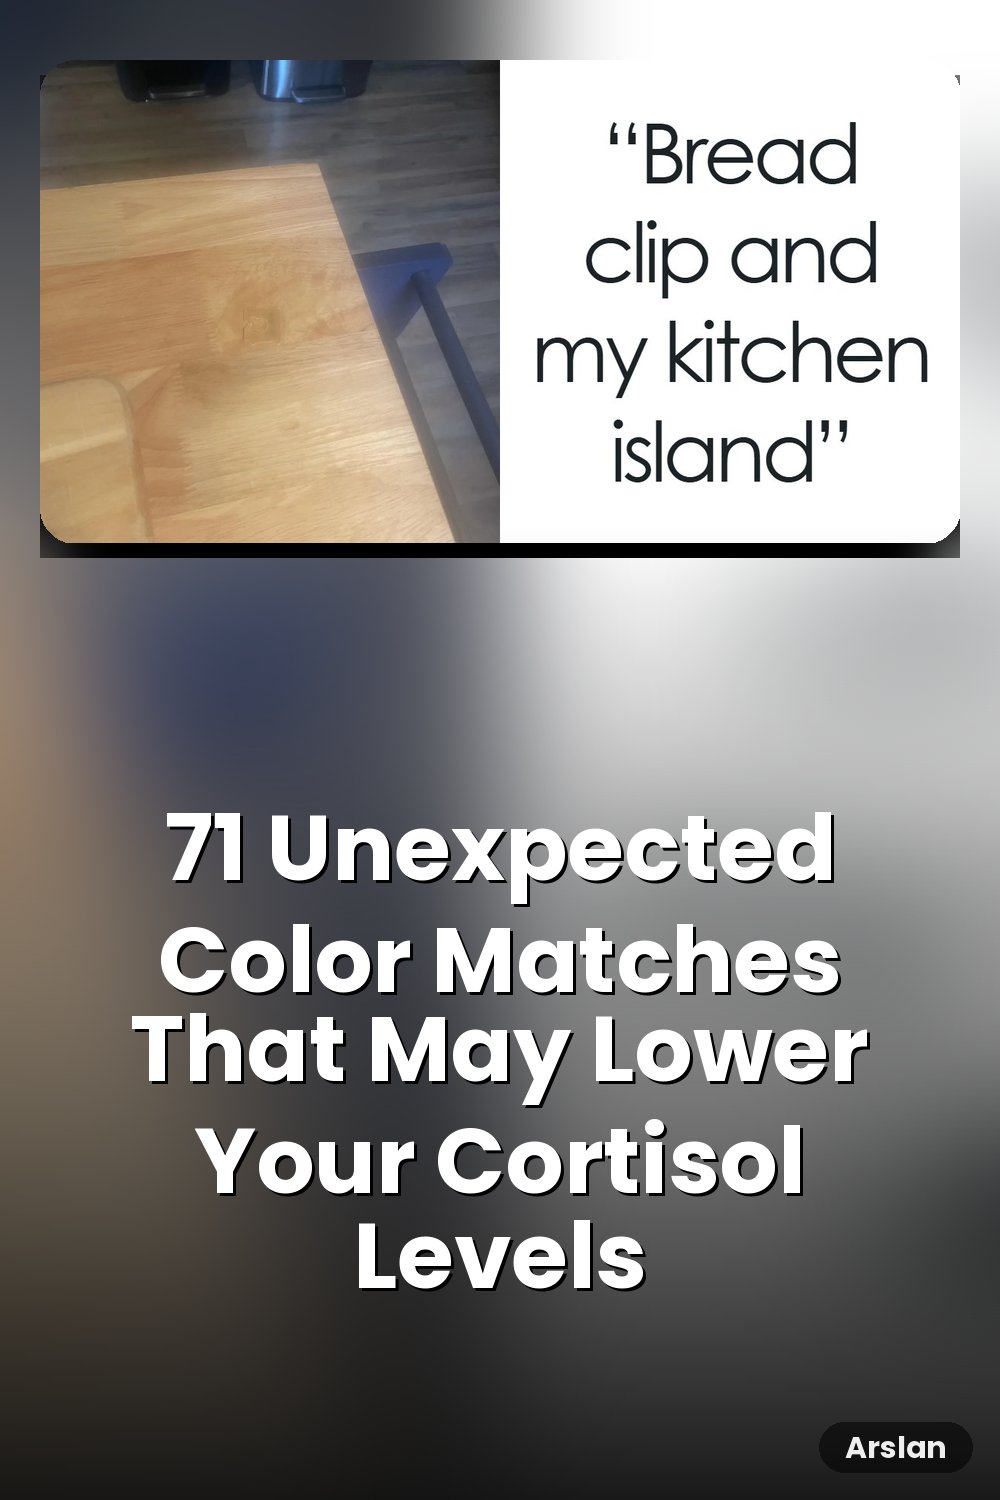 “Bread
clip and
my kitchen
island”
71 Unexpected
Color Matches
That May Lower
Your Cortisol
Levels
Arslan